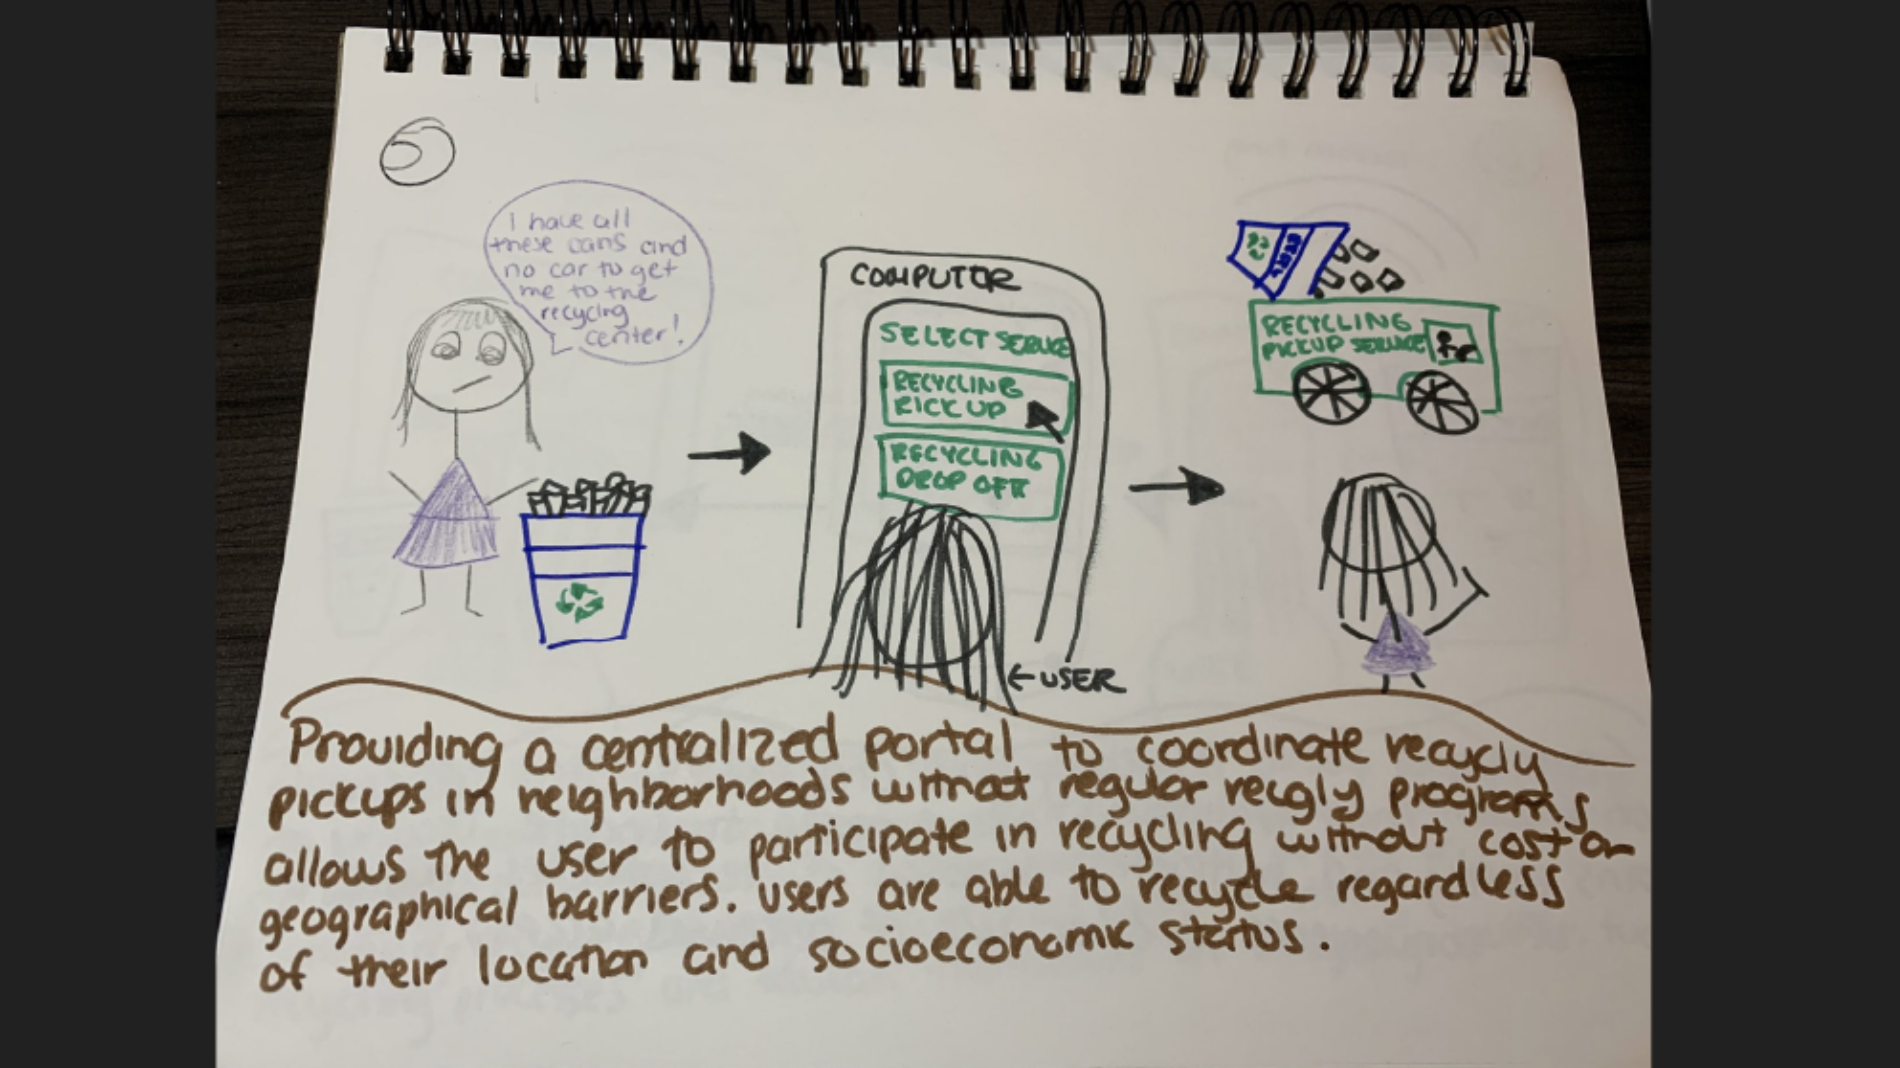 I have all
these cans and
no car to get
me to the
recycling
center!
COMPUTOR
SELECT SERVICE
RECYCLING
PICK UP
RECYCLING
DROP OFF
← USER
RECYCLING
PICKUP SERVICE
Providing a centralized portal to coordinate recycly
pickups in neighborhoods without regular recygly programs
allows the user to participate in recycling without cost or
geographical barriers. Users are able to recycle regardless
of their location and socioeconomic status.